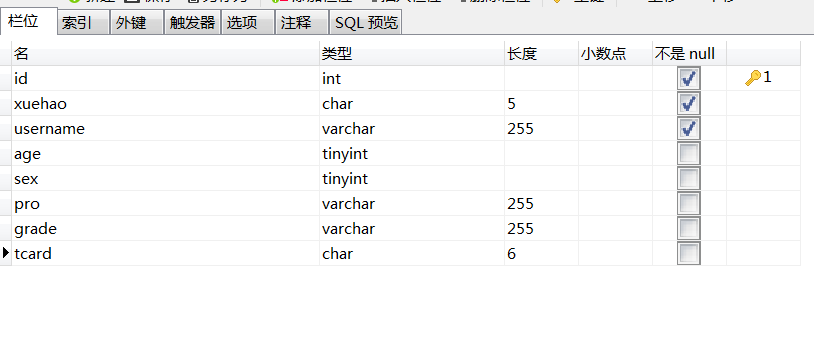 栏位 索引 外键 触发器 选项 注释 SQL 预览
名 类型 长度 小数点 不是 null
id int 1
xuehao char 5
username varchar 255
age tinyint
sex tinyint
pro varchar 255
grade varchar 255
tcard char 6